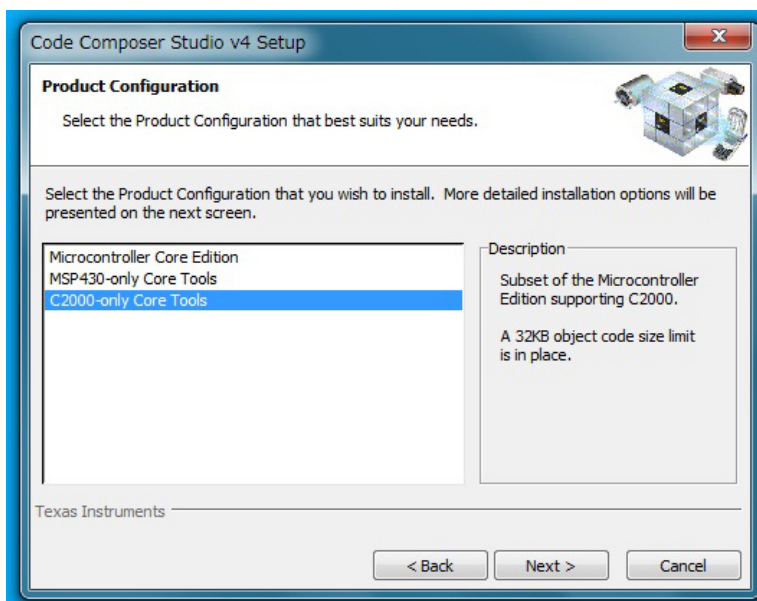 Code Composer Studio v4 Setup
Product Configuration
Select the Product Configuration that best suits your needs.
Select the Product Configuration that you wish to install. More detailed installation options will be
presented on the next screen.
Microcontroller Core Edition
MSP430-only Core Tools
C2000-only Core Tools
Description
Subset of the Microcontroller
Edition supporting C2000.
A 32KB object code size limit
is in place.
Texas Instruments
< Back
Next >
Cancel